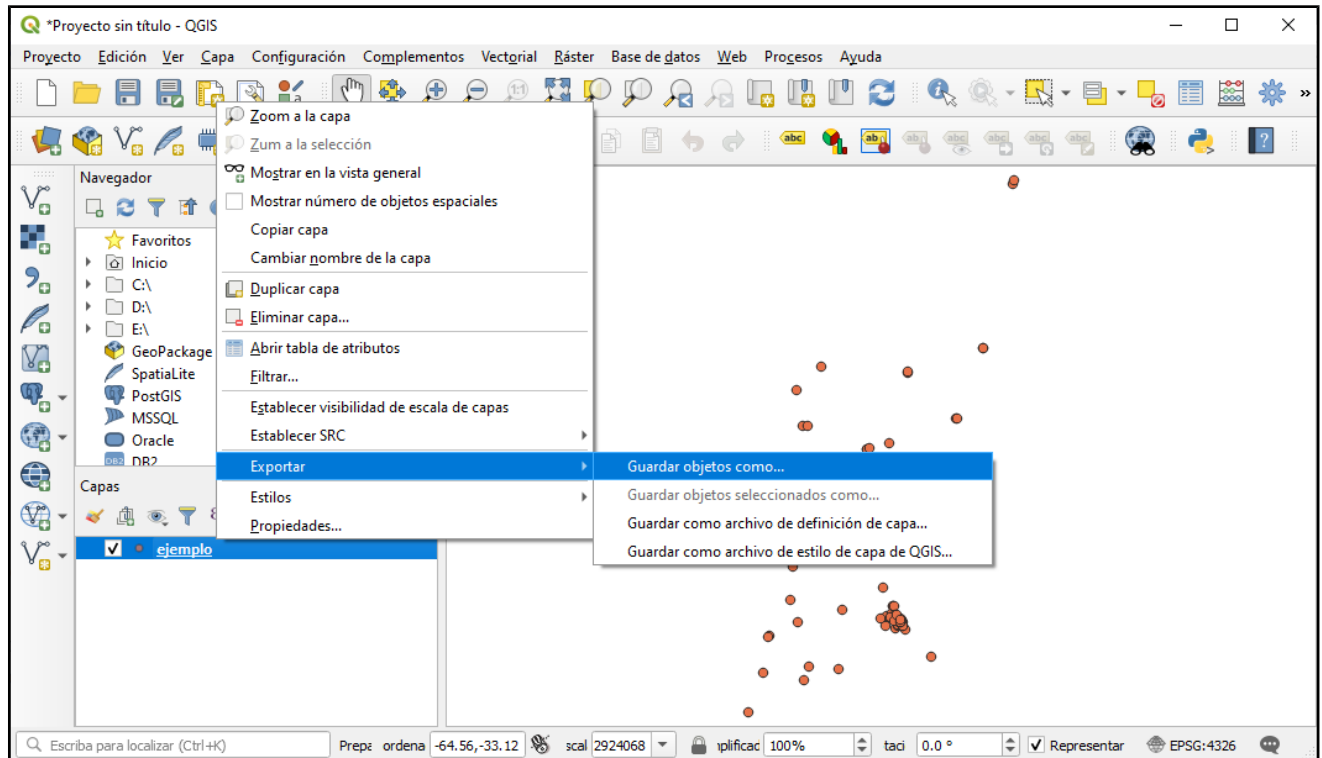 *Proyecto sin título - QGIS
Proyecto Edición Ver Capa Configuración Complementos Vectorial Ráster Base de datos Web Procesos Ayuda
Zoom a la capa
Zum a la selección
Mostrar en la vista general
Mostrar número de objetos espaciales
Copiar capa
Cambiar nombre de la capa
Duplicar capa
Eliminar capa...
Abrir tabla de atributos
Filtrar...
Establecer visibilidad de escala de capas
Establecer SRC
Exportar
Estilos
Propiedades...
Guardar objetos como...
Guardar objetos seleccionados como...
Guardar como archivo de definición de capa...
Guardar como archivo de estilo de capa de QGIS...
Navegador
Favoritos
Inicio
C:\
D:\
E:\
GeoPackage
SpatiaLite
PostGIS
MSSQL
Oracle
DB2
Capas
ejemplo
Escriba para localizar (Ctrl+K) Prepa ordena -64.56,-33.12 scal 2924068 plificad 100% taci 0.0 ° Representar EPSG:4326